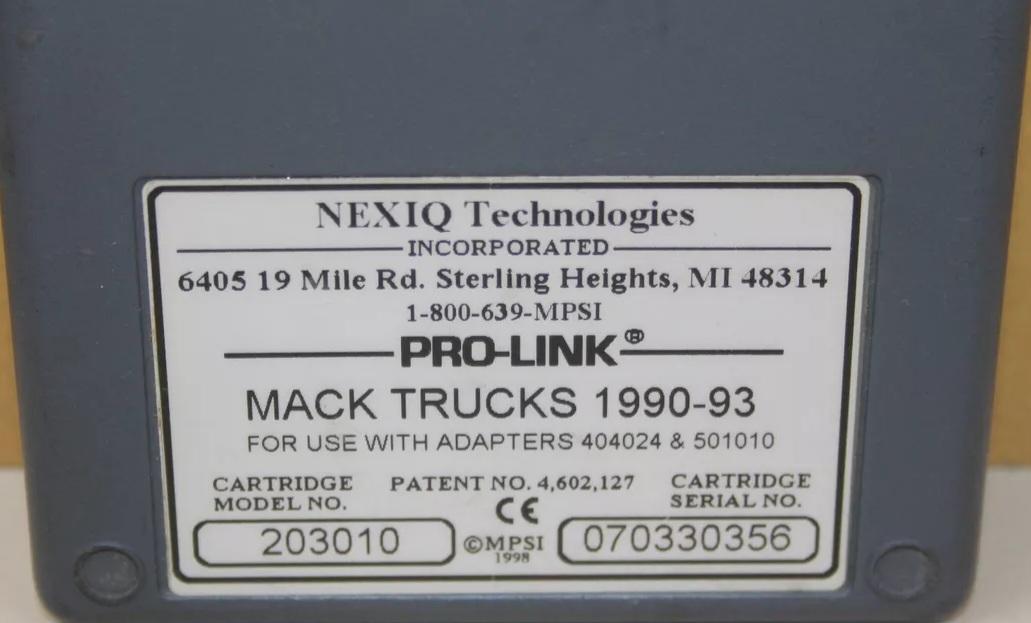 NEXIQ Technologies
INCORPORATED
6405 19 Mile Rd. Sterling Heights, MI 48314
1-800-639-MPSI
PRO-LINK®
MACK TRUCKS 1990-93
FOR USE WITH ADAPTERS 404024 & 501010
CARTRIDGE MODEL NO.
203010
PATENT NO. 4,602,127
CE
©MPSI
1998
CARTRIDGE SERIAL NO.
070330356